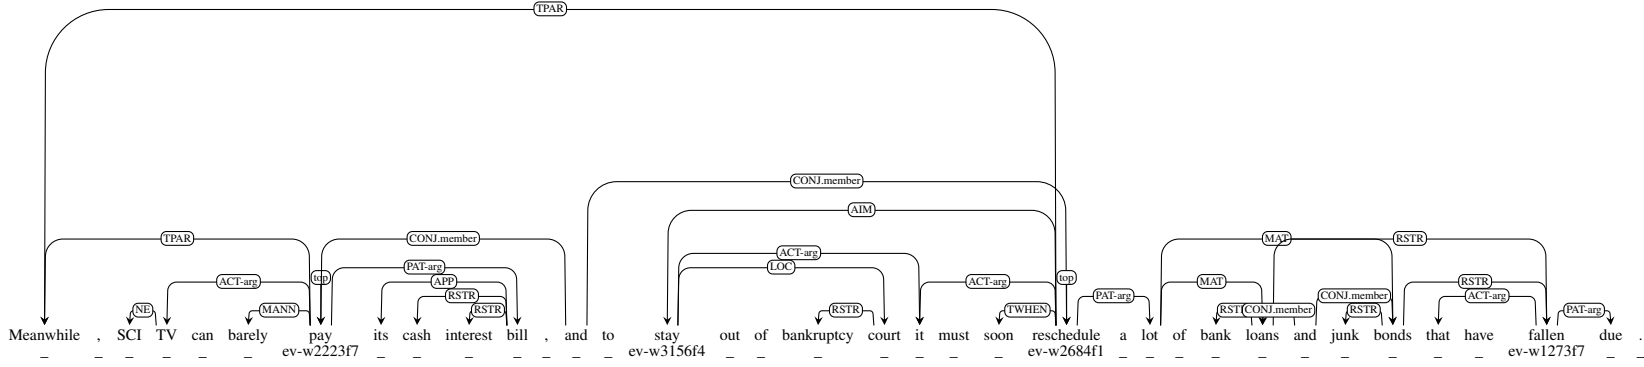 TPAR
CONJ.member
AIM
TPAR CONJ.member MAT RSTR
ACT-arg
PAT-arg LOC
top top
ACT-arg APP ACT-arg MAT RSTR
RSTR PAT-arg CONJ.member ACT-arg
NE MANN RSTR RSTR TWHEN CONJ.member RSTR PAT-arg
Meanwhile , SCI TV can barely pay its cash interest bill , and to stay out of bankruptcy court it must soon reschedule a lot of bank loans and junk bonds that have fallen due .
_ _ _ _ _ _ ev-w2223f7 _ _ _ _ _ _ _ ev-w3156f4 _ _ _ _ _ _ _ ev-w2684f1 _ _ _ _ _ _ _ _ _ _ ev-w1273f7 _ _